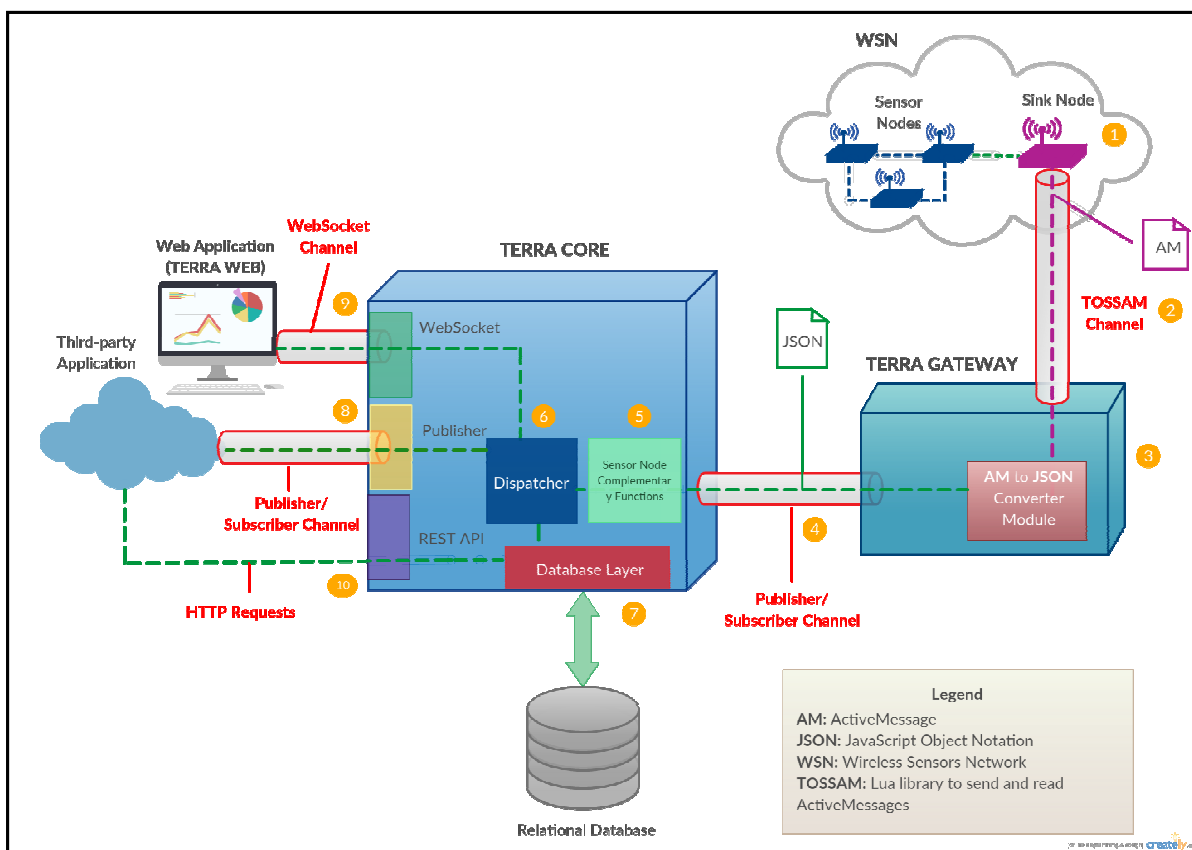 WSN
Sensor
Nodes
Sink Node
1
AM
TOSSAM
Channel
2
TERRA GATEWAY
3
AM to JSON
Converter
Module
JSON
4
Publisher/
Subscriber Channel
TERRA CORE
WebSocket
Channel
Web Application
(TERRA WEB)
9
WebSocket
Third-party
Application
8
Publisher
6
5
Dispatcher
Sensor Node
Complementar
y Functions
Publisher/
Subscriber Channel
REST API
Database Layer
10
HTTP Requests
7
Relational Database
Legend
AM: ActiveMessage
JSON: JavaScript Object Notation
WSN: Wireless Sensors Network
TOSSAM: Lua library to send and read
ActiveMessages
creately